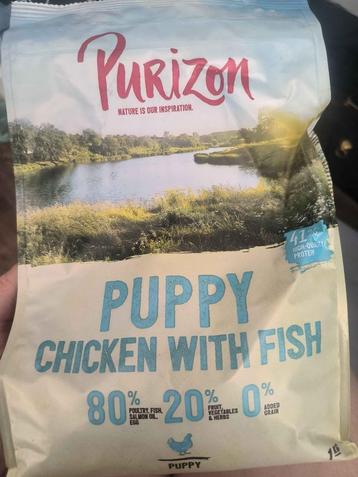 PURIZON
NATURE IS OUR INSPIRATION.
41
HIGH-QUALITY
PROTEIN
PUPPY
CHICKEN WITH FISH
80%
POULTRY, FISH,
SALMON OIL,
EGG
20%
FRUIT,
VEGETABLES
& HERBS
0%
ADDED
GRAIN
PUPPY